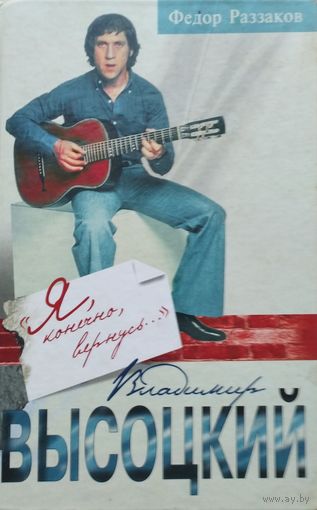 Федор Раззаков
«Я,
конечно,
вернусь...»
Владимир
ВЫСОЦКИЙ
www.ay.by